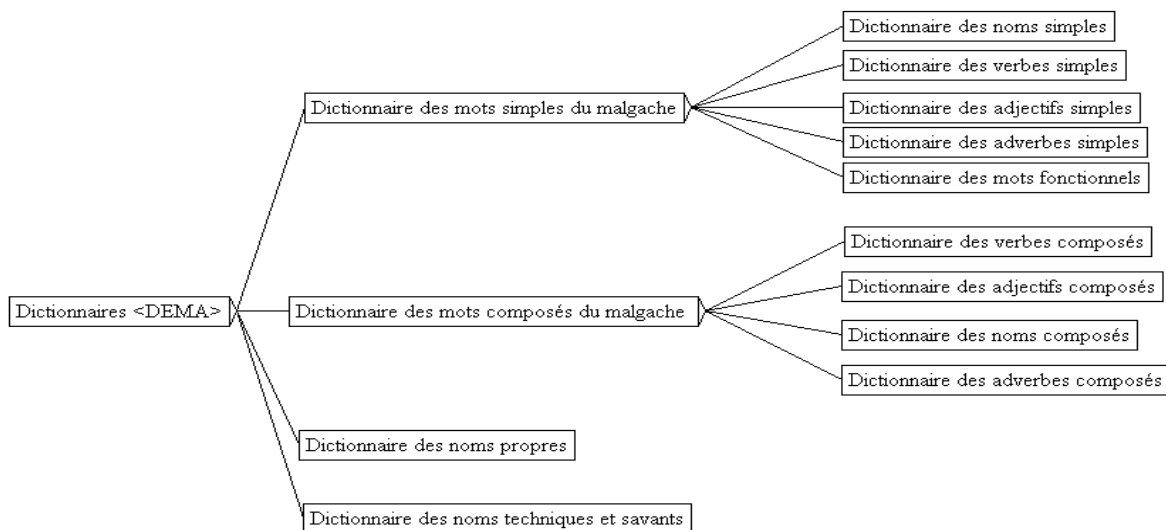 Dictionnaire des noms simples
Dictionnaire des verbes simples
Dictionnaire des mots simples du malgache
Dictionnaire des adjectifs simples
Dictionnaire des adverbes simples
Dictionnaire des mots fonctionnels
Dictionnaire des verbes composés
Dictionnaire des adjectifs composés
Dictionnaires <DEMA>
Dictionnaire des mots composés du malgache
Dictionnaire des noms composés
Dictionnaire des adverbes composés
Dictionnaire des noms propres
Dictionnaire des noms techniques et savants